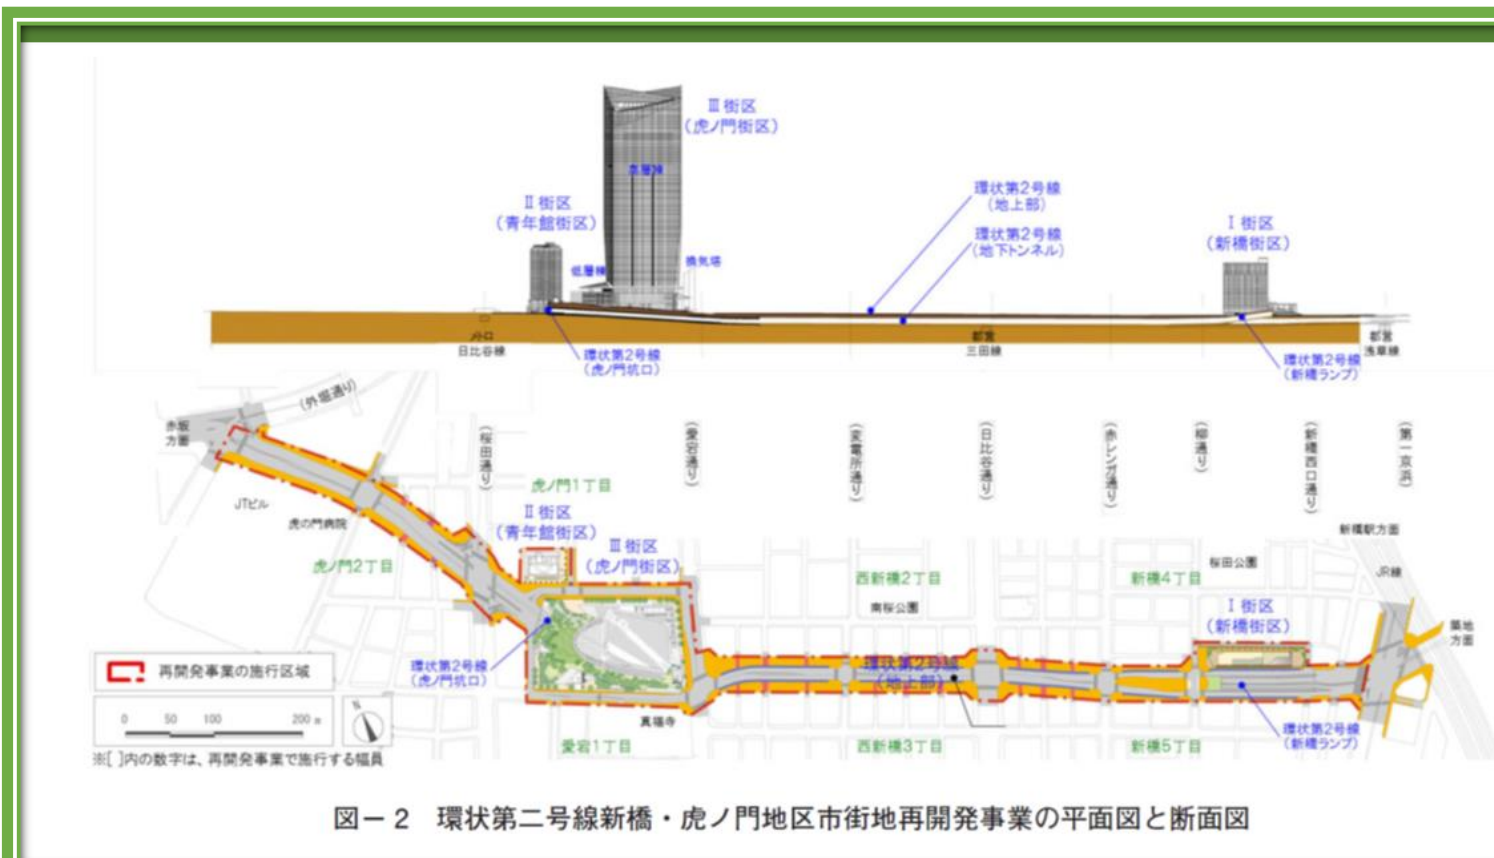 Ⅲ街区
(虎ノ門街区)
高層棟
Ⅱ街区
(青年館街区)
低層棟
換気塔
環状第2号線
(地上部)
環状第2号線
(地下トンネル)
Ⅰ街区
(新橋街区)
メトロ
日比谷線
環状第2号線
(虎ノ門坑口)
都営
三田線
環状第2号線
(新橋ランプ)
都営
浅草線
赤坂
方面
(外堀通り)
(桜田通り)
(愛宕通り)
(変電所通り)
(日比谷通り)
(赤レンガ通り)
(柳通り)
(新橋西口通り)
(第一京浜)
JTビル
虎の門病院
虎ノ門2丁目
虎ノ門1丁目
Ⅱ街区
(青年館街区)
Ⅲ街区
(虎ノ門街区)
西新橋2丁目
南桜公園
新橋4丁目
桜田公園
新橋駅方面
JR線
Ⅰ街区
(新橋街区)
築地
方面
環状第2号線
(虎ノ門坑口)
環状第2号線
(地上部)
環状第2号線
(新橋ランプ)
真福寺
愛宕1丁目
西新橋3丁目
新橋5丁目
再開発事業の施行区域
0 50 100 200 m
N
※[ ]内の数字は、再開発事業で施行する幅員
図-2 環状第二号線新橋・虎ノ門地区市街地再開発事業の平面図と断面図